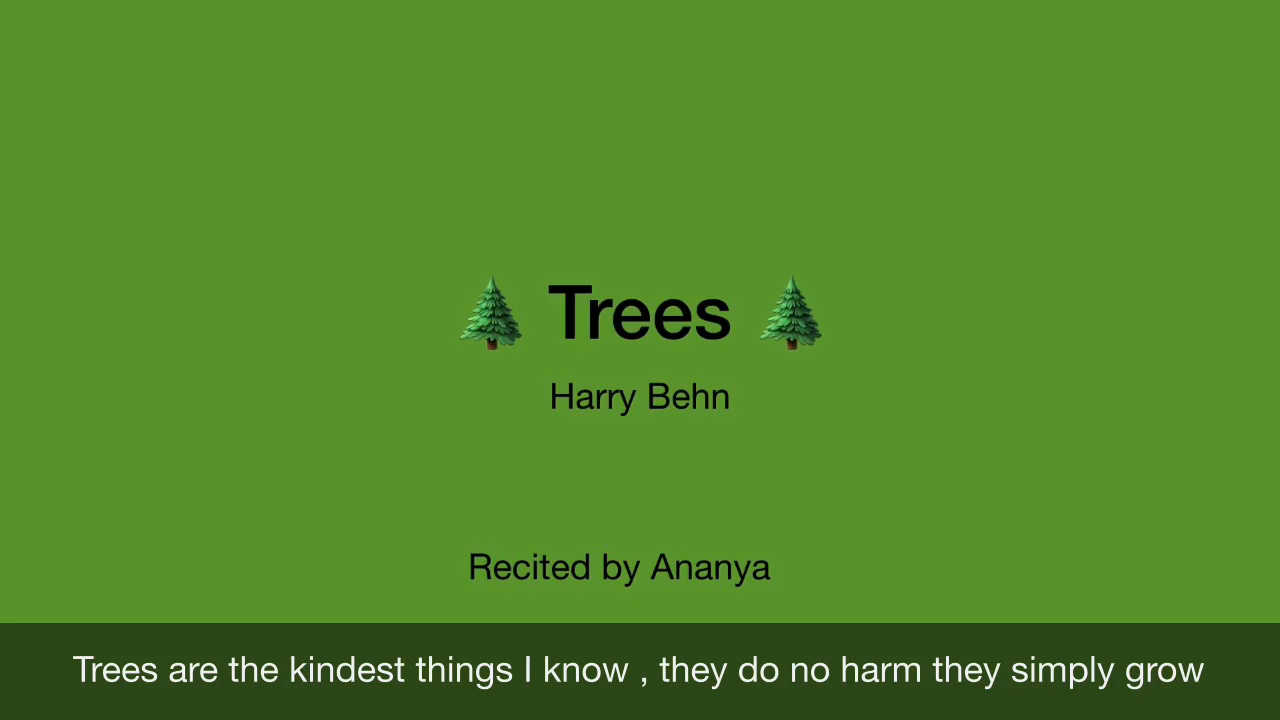 🌲 Trees 🌲
Harry Behn
Recited by Ananya
Trees are the kindest things I know , they do no harm they simply grow